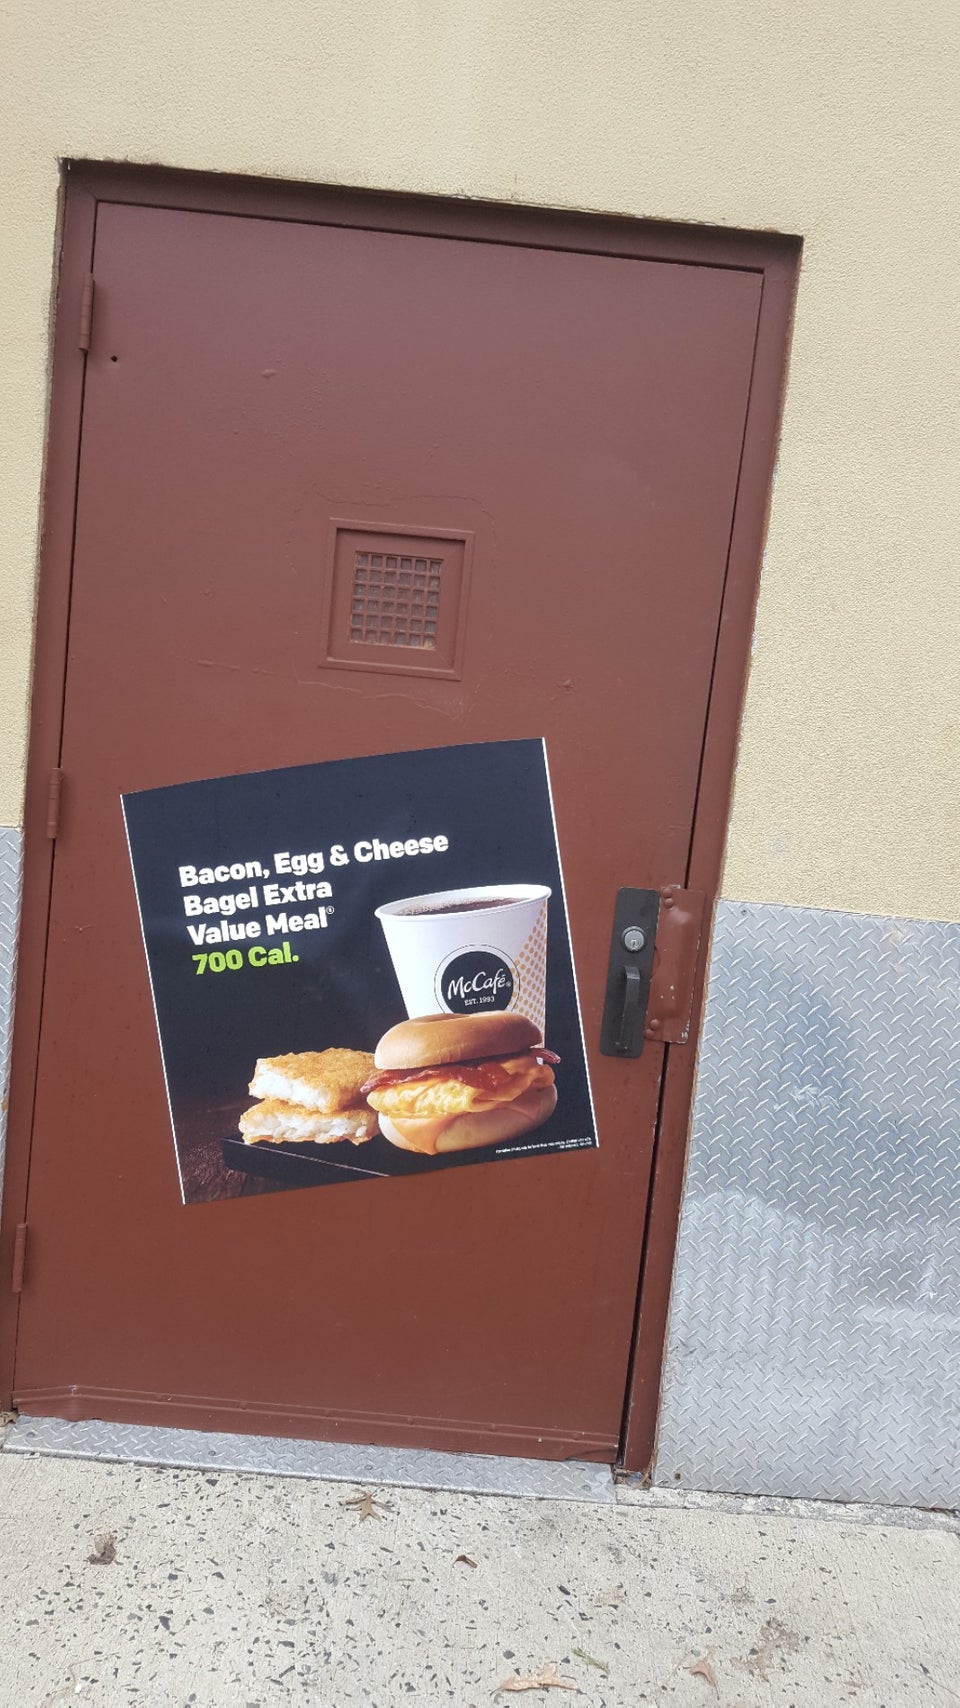 Bacon, Egg & Cheese
Bagel Extra
Value Meal®
700 Cal.
McCafé®
EST. 1993